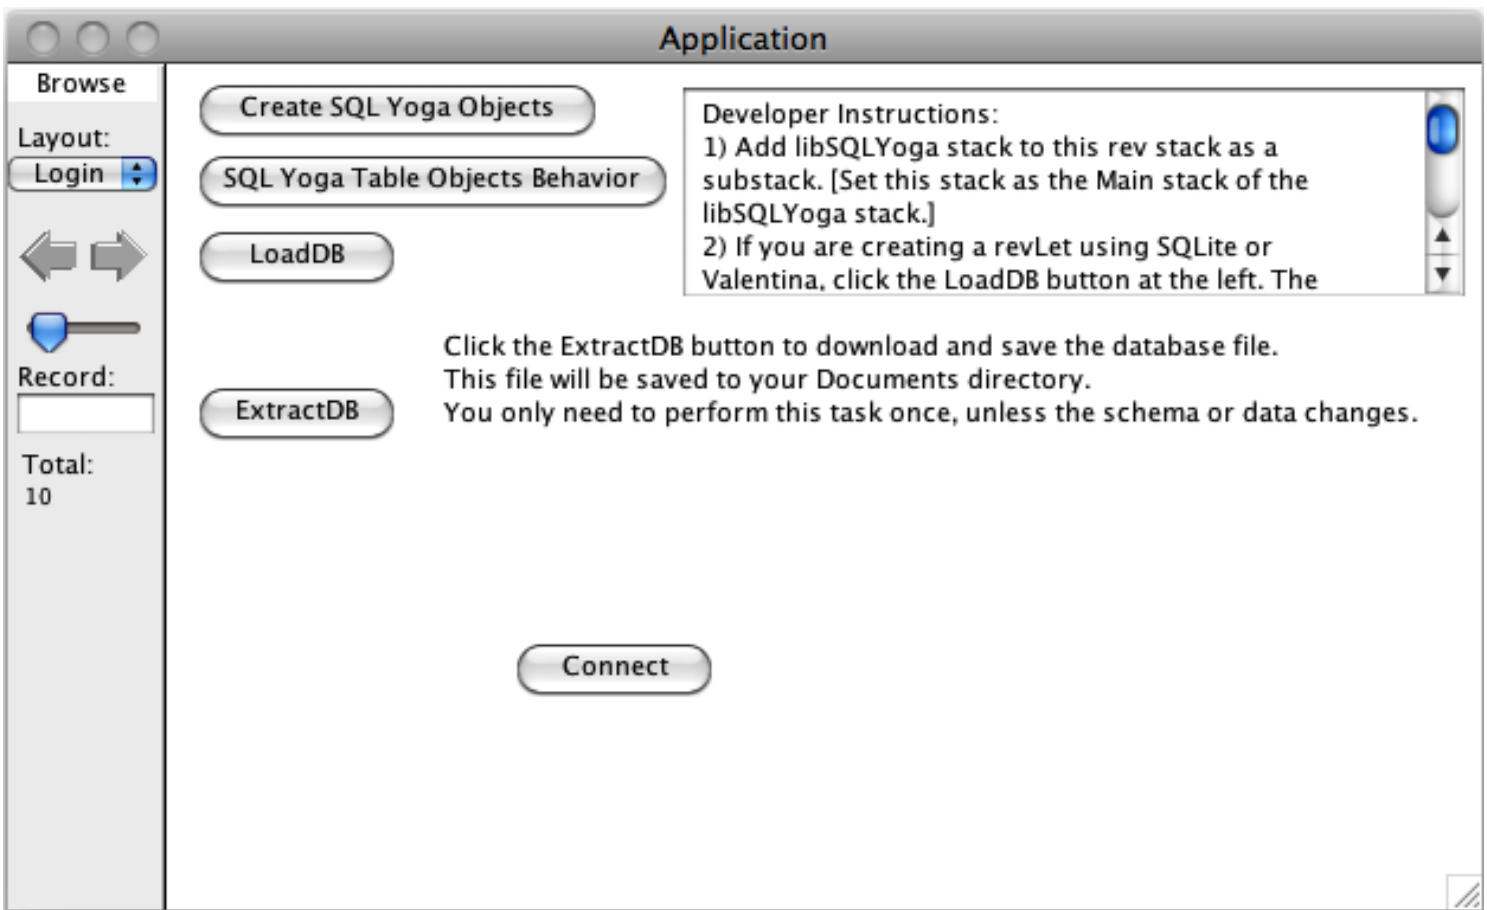 Application
Browse
Layout:
Login
Record:
Total:
10
Create SQL Yoga Objects
SQL Yoga Table Objects Behavior
LoadDB
Developer Instructions:
1) Add libSQLYoga stack to this rev stack as a
substack. [Set this stack as the Main stack of the
libSQLYoga stack.]
2) If you are creating a revLet using SQLite or
Valentina, click the LoadDB button at the left. The
ExtractDB
Click the ExtractDB button to download and save the database file.
This file will be saved to your Documents directory.
You only need to perform this task once, unless the schema or data changes.
Connect